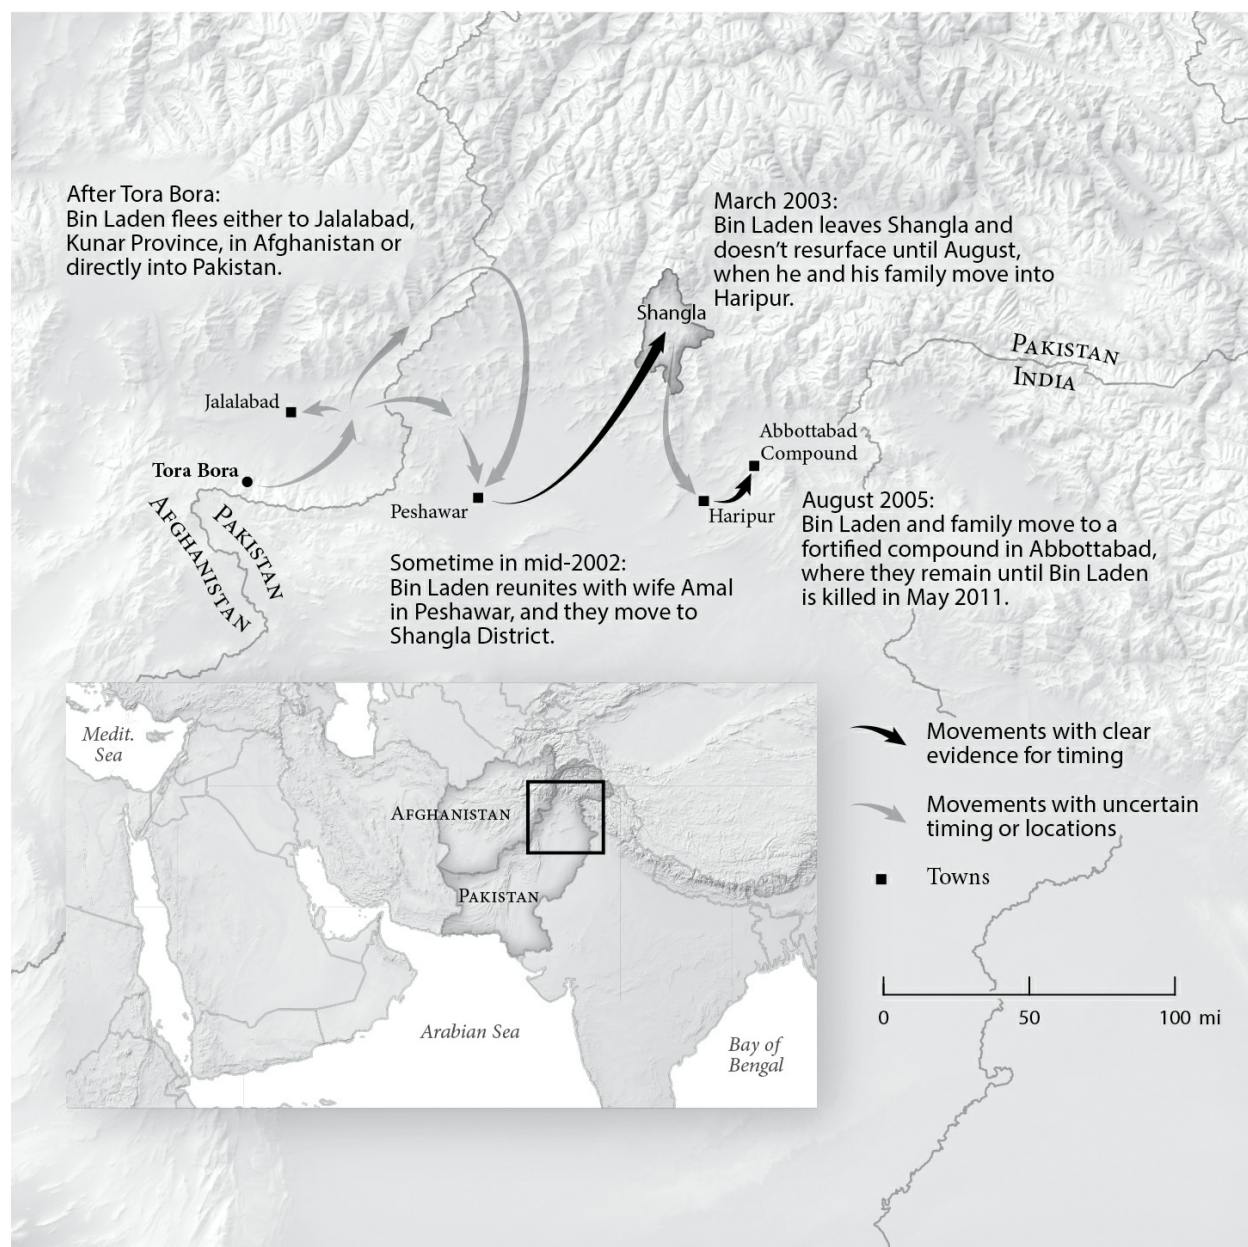 After Tora Bora:
Bin Laden flees either to Jalalabad,
Kunar Province, in Afghanistan or
directly into Pakistan.
March 2003:
Bin Laden leaves Shangla and
doesn't resurface until August,
when he and his family move into
Haripur.
Shangla
PAKISTAN
INDIA
Jalalabad
Abbottabad
Compound
Tora Bora
Peshawar
Haripur
PAKISTAN
AFGHANISTAN
August 2005:
Bin Laden and family move to a
fortified compound in Abbottabad,
where they remain until Bin Laden
is killed in May 2011.
Sometime in mid-2002:
Bin Laden reunites with wife Amal
in Peshawar, and they move to
Shangla District.
Medit.
Sea
AFGHANISTAN
PAKISTAN
Arabian Sea
Bay of
Bengal
Movements with clear
evidence for timing
Movements with uncertain
timing or locations
Towns
0 50 100 mi